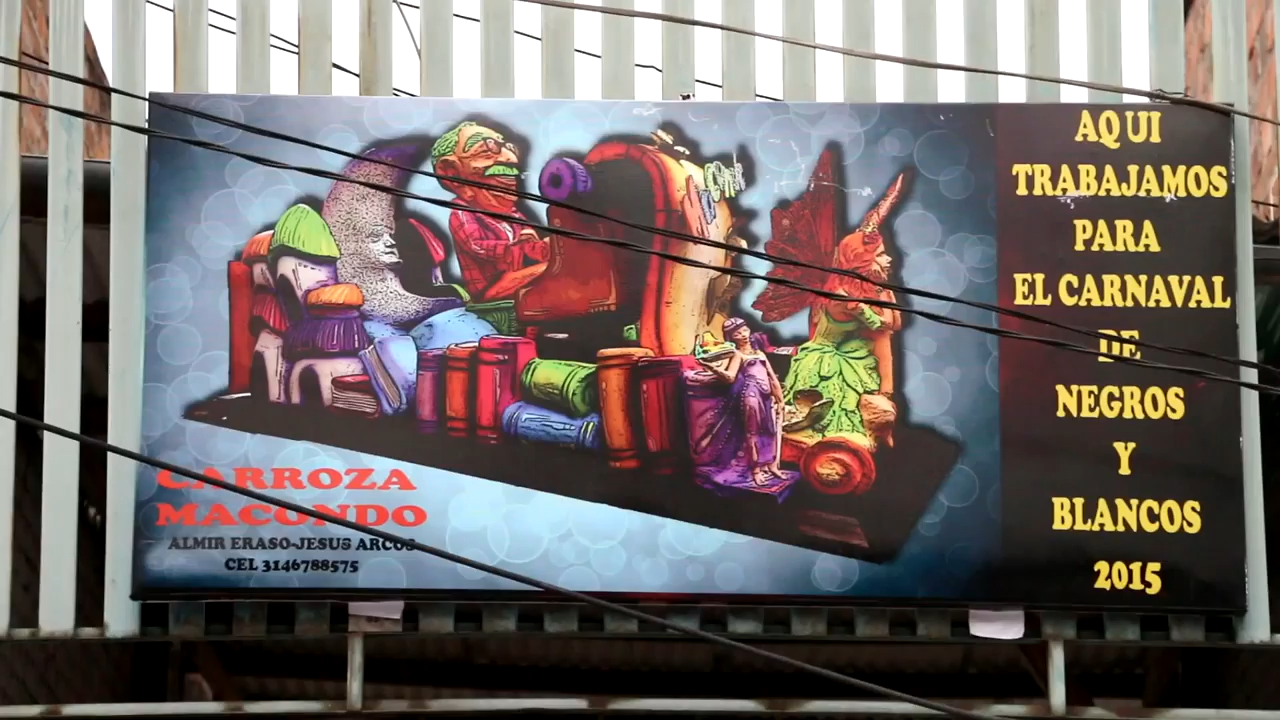 CARROZA
MACONDO
ALMIR ERASO-JESUS ARCOS
CEL 3146788575
AQUI
TRABAJAMOS
PARA
EL CARNAVAL
DE
NEGROS
Y
BLANCOS
2015